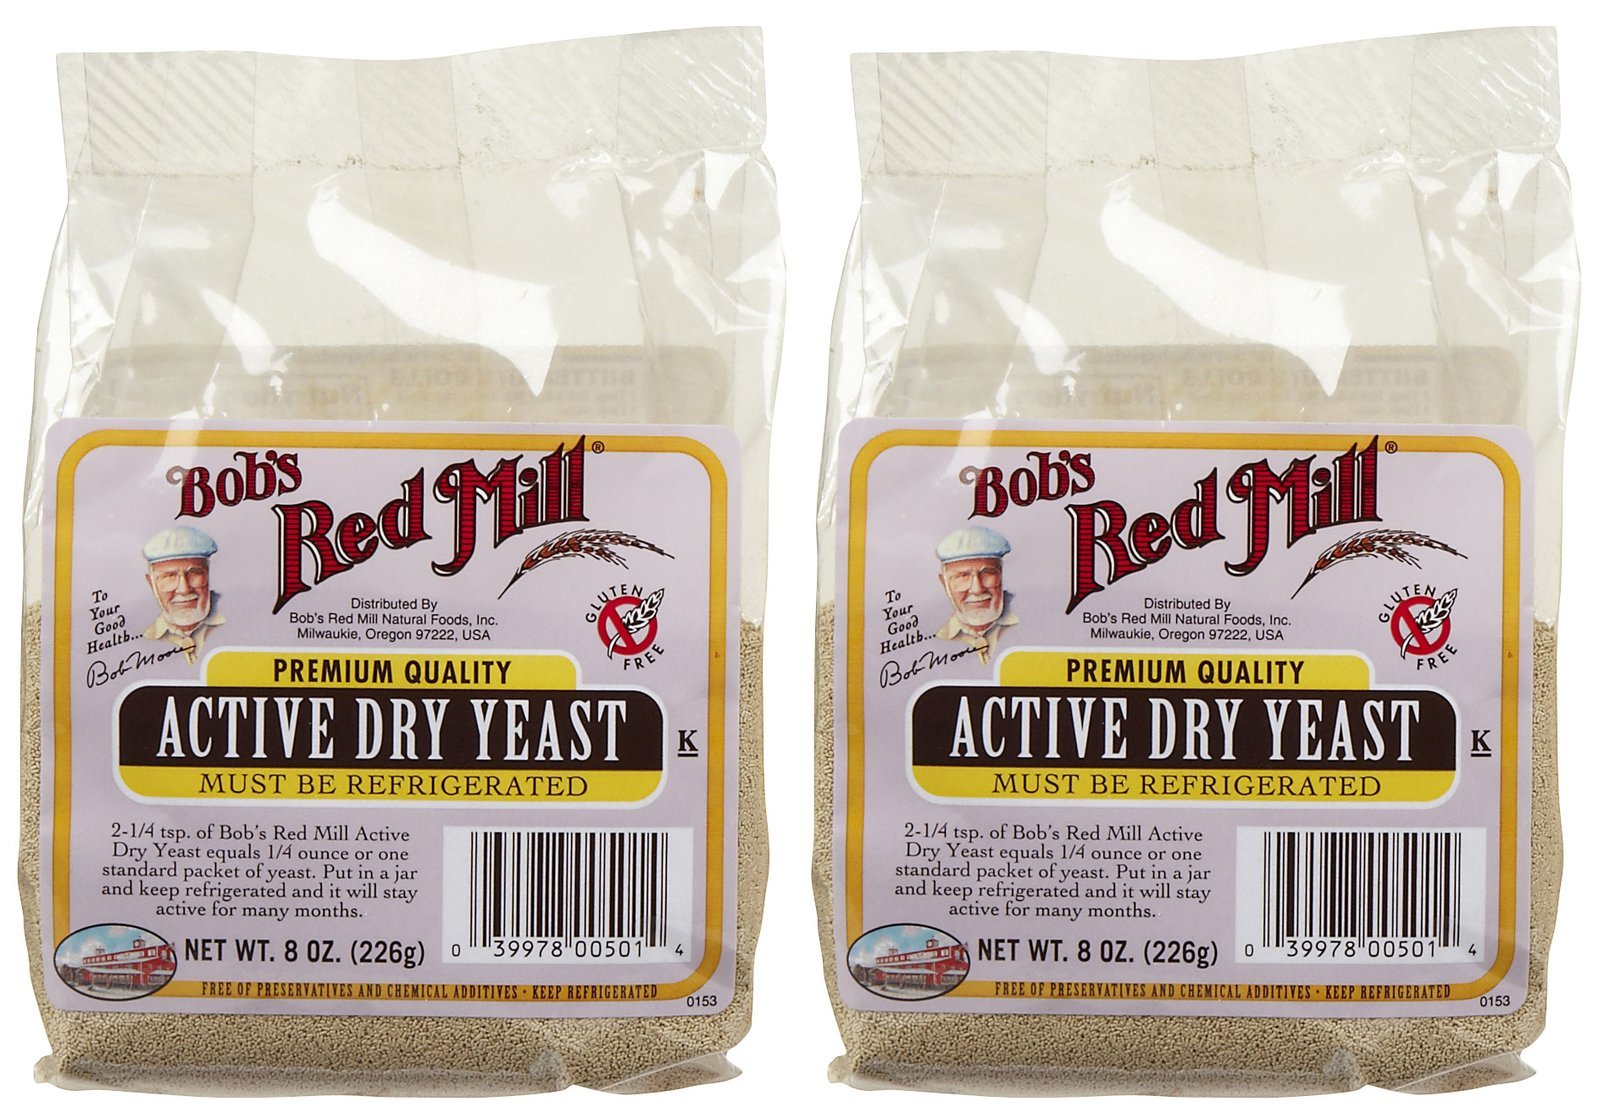 Bob's
Red Mill®
To
Your
Good
Health...
Bob Moore
Distributed By
Bob's Red Mill Natural Foods, Inc.
Milwaukie, Oregon 97222, USA
GLUTEN
FREE
PREMIUM QUALITY
ACTIVE DRY YEAST
K
MUST BE REFRIGERATED
2-1/4 tsp. of Bob's Red Mill Active
Dry Yeast equals 1/4 ounce or one
standard packet of yeast. Put in a jar
and keep refrigerated and it will stay
active for many months.
NET WT. 8 OZ. (226g)
0 39978 00501 4
FREE OF PRESERVATIVES AND CHEMICAL ADDITIVES · KEEP REFRIGERATED
0153
Bob's
Red Mill®
To
Your
Good
Health...
Bob Moore
Distributed By
Bob's Red Mill Natural Foods, Inc.
Milwaukie, Oregon 97222, USA
GLUTEN
FREE
PREMIUM QUALITY
ACTIVE DRY YEAST
K
MUST BE REFRIGERATED
2-1/4 tsp. of Bob's Red Mill Active
Dry Yeast equals 1/4 ounce or one
standard packet of yeast. Put in a jar
and keep refrigerated and it will stay
active for many months.
NET WT. 8 OZ. (226g)
0 39978 00501 4
FREE OF PRESERVATIVES AND CHEMICAL ADDITIVES · KEEP REFRIGERATED
0153